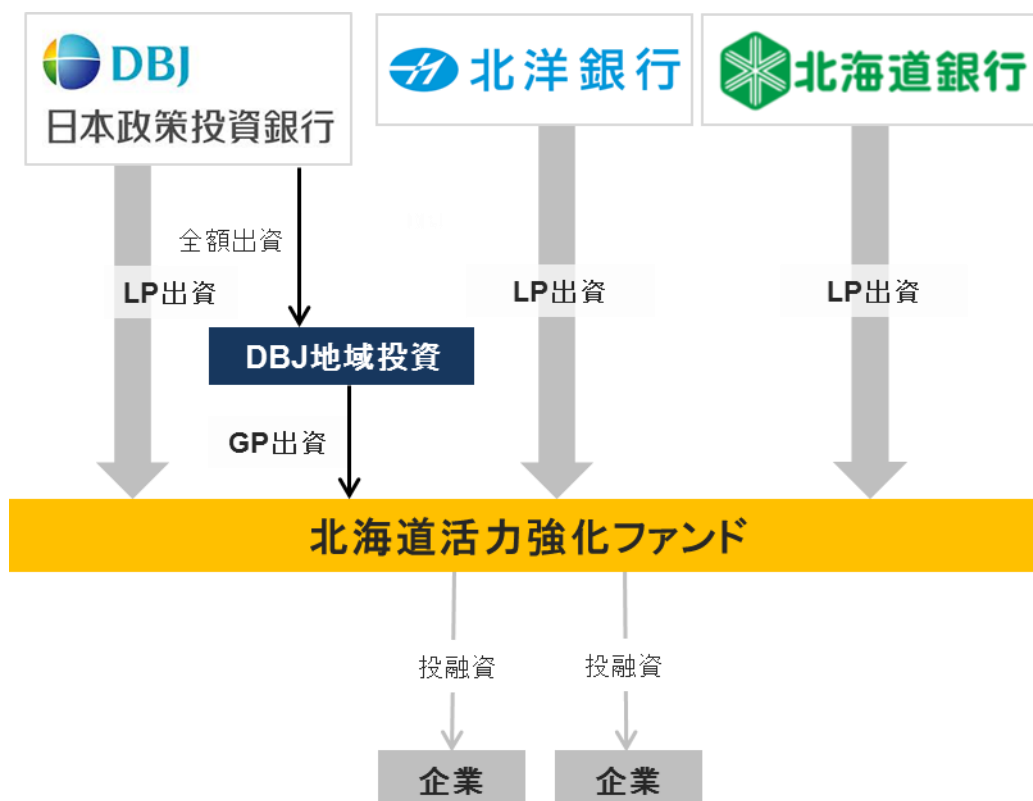 DBJ
日本政策投資銀行
北洋銀行
北海道銀行
全額出資
LP出資
LP出資
LP出資
DBJ地域投資
GP出資
北海道活力強化ファンド
投融資
投融資
企業
企業